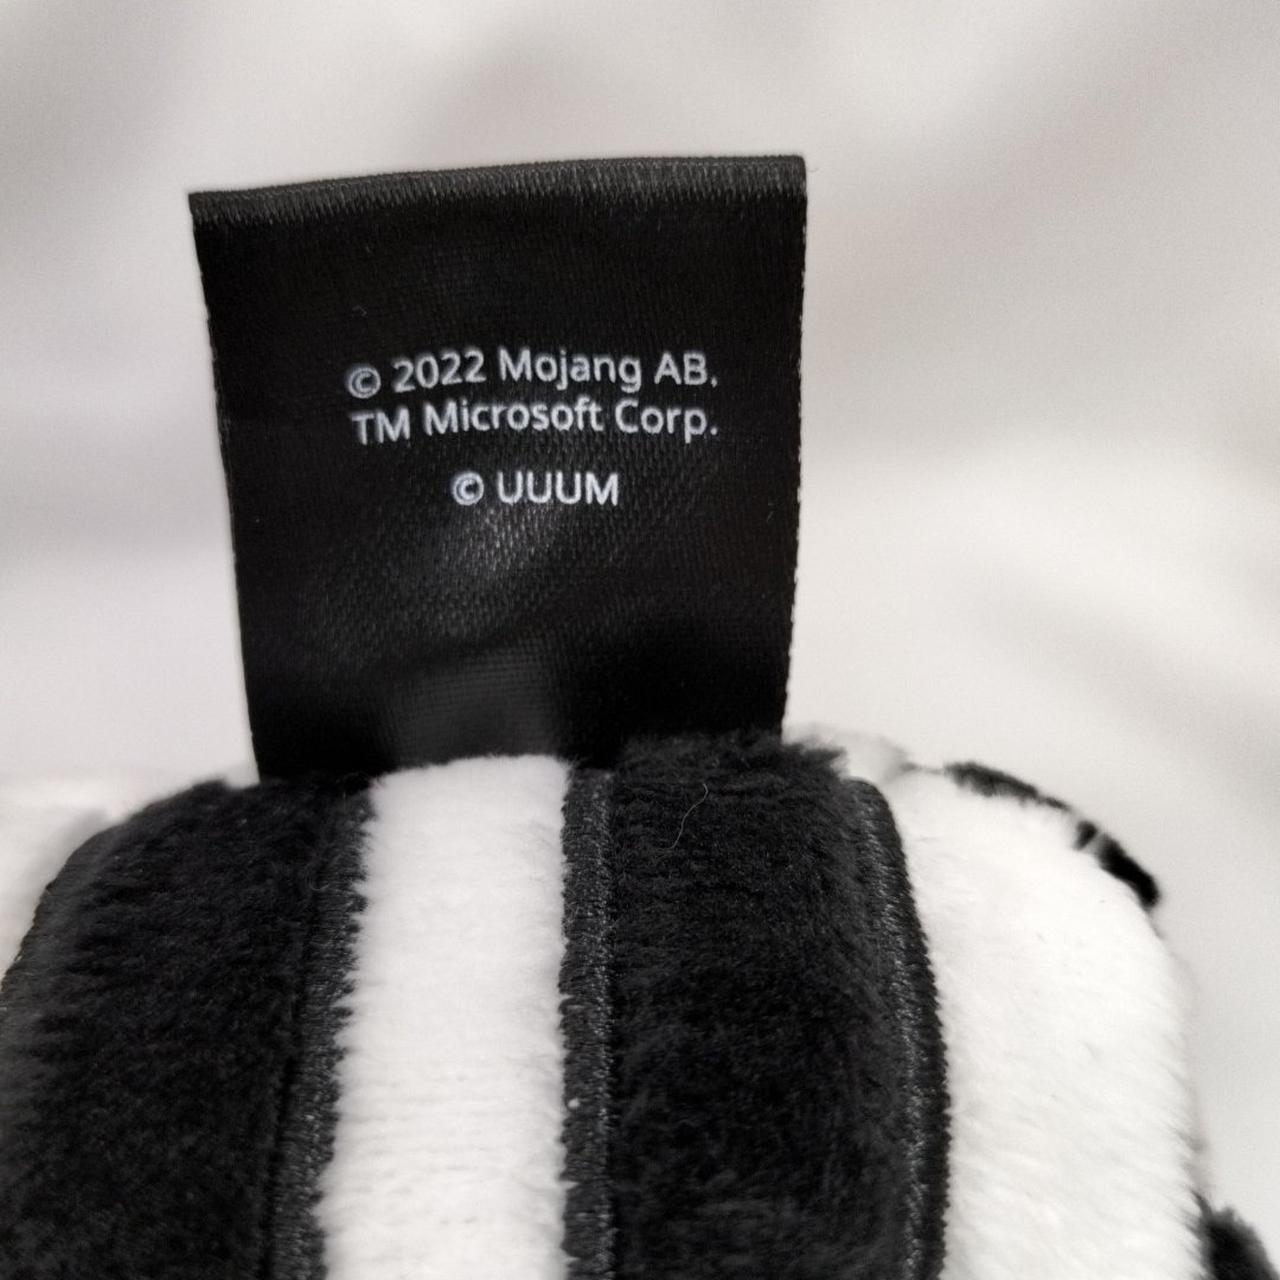 © 2022 Mojang AB.
TM Microsoft Corp.
© UUUM